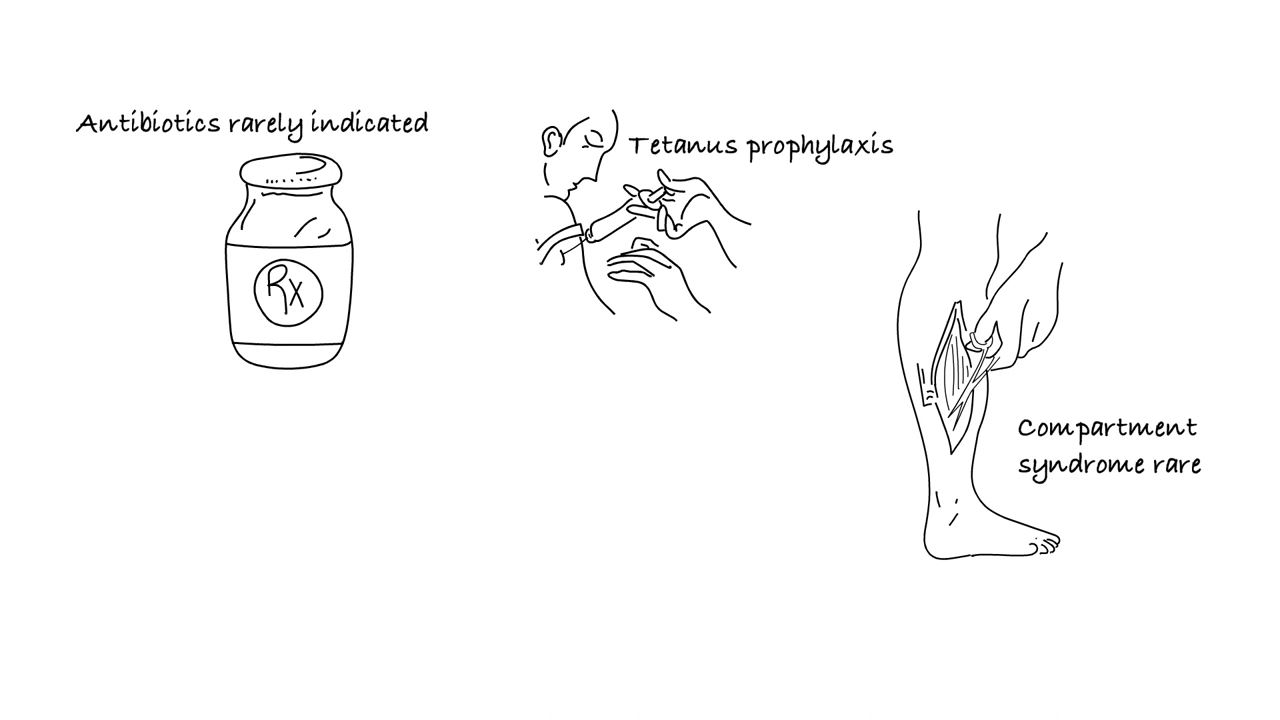 Antibiotics rarely indicated
Rx
Tetanus prophylaxis
Compartment
syndrome rare